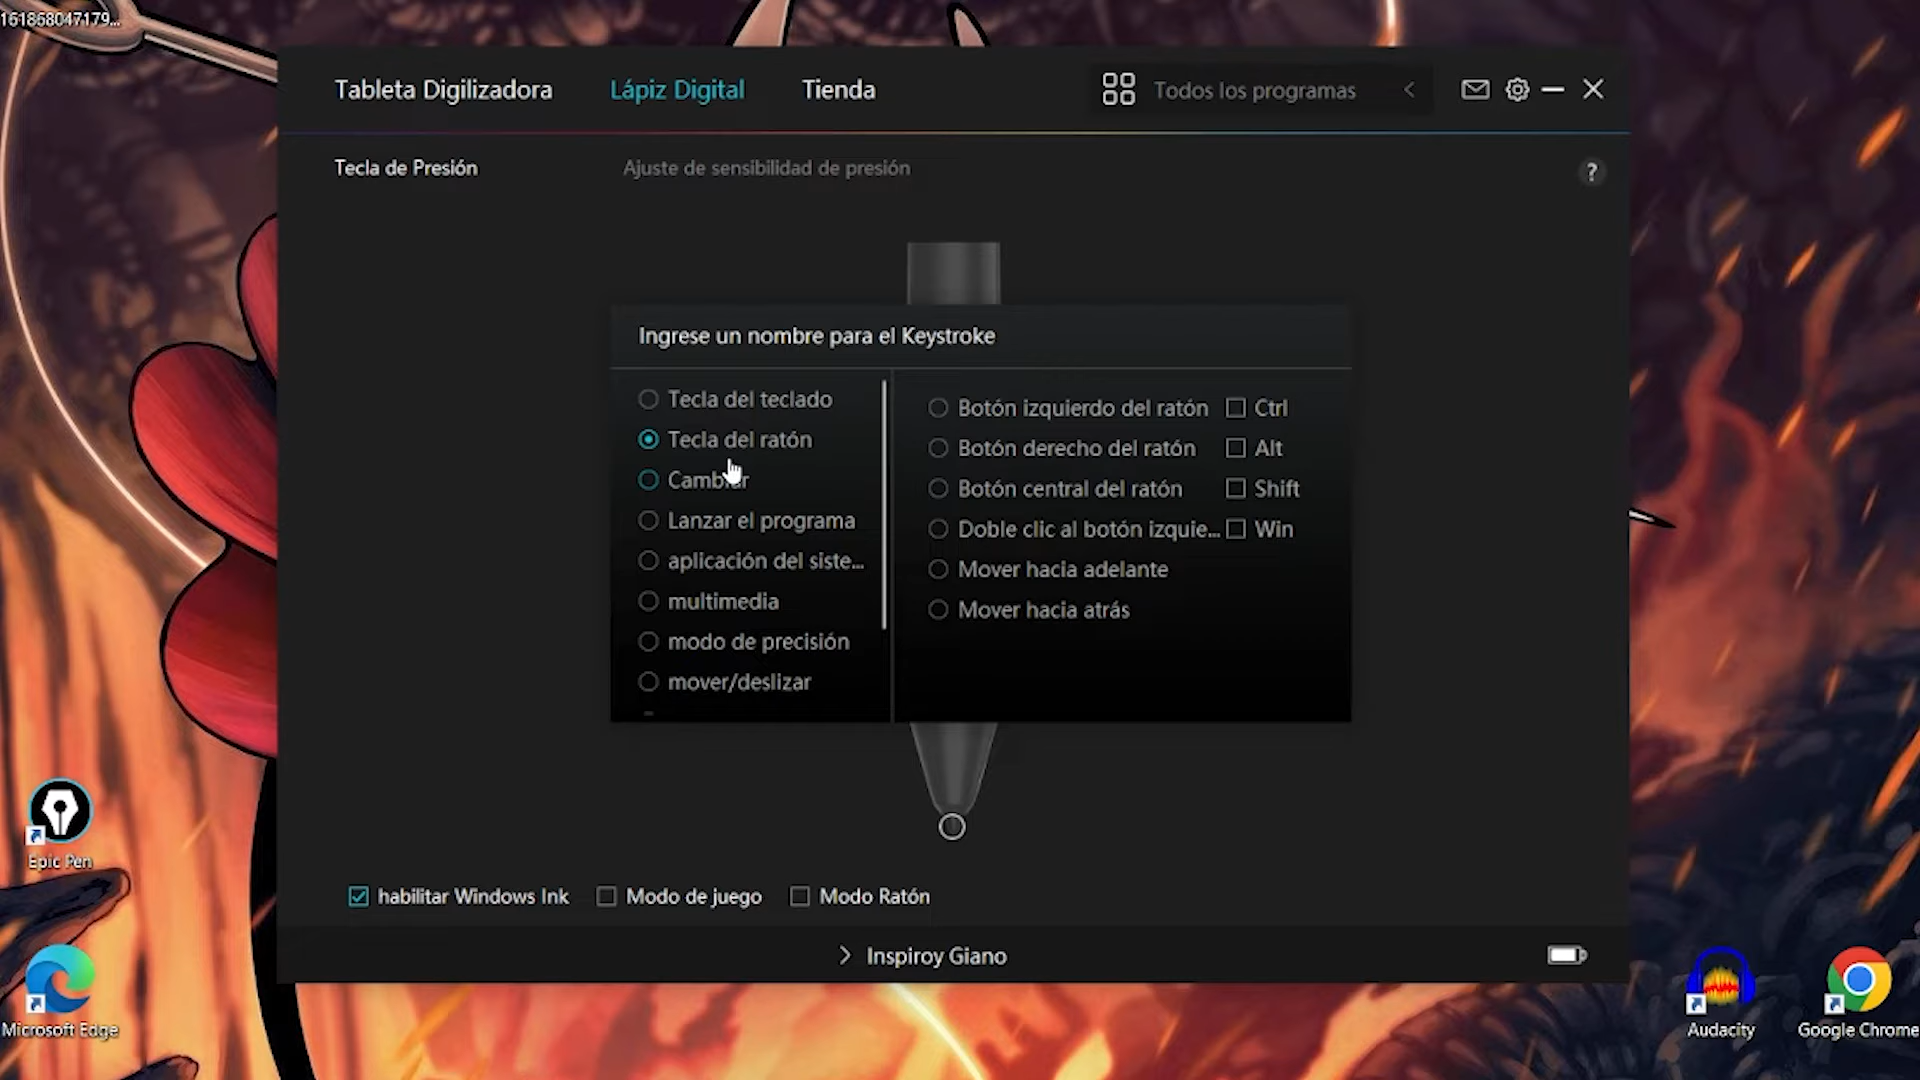 161868047179...
Tableta Digilizadora
Lápiz Digital
Tienda
Todos los programas
Tecla de Presión
Ajuste de sensibilidad de presión
?
Ingrese un nombre para el Keystroke
Tecla del teclado
Tecla del ratón
Cambiar
Lanzar el programa
aplicación del siste...
multimedia
modo de precisión
mover/deslizar
Botón izquierdo del ratón
Botón derecho del ratón
Botón central del ratón
Doble clic al botón izquie...
Mover hacia adelante
Mover hacia atrás
Ctrl
Alt
Shift
Win
habilitar Windows Ink
Modo de juego
Modo Ratón
Inspiroy Giano
Epic Pen
Microsoft Edge
Audacity
Google Chrome